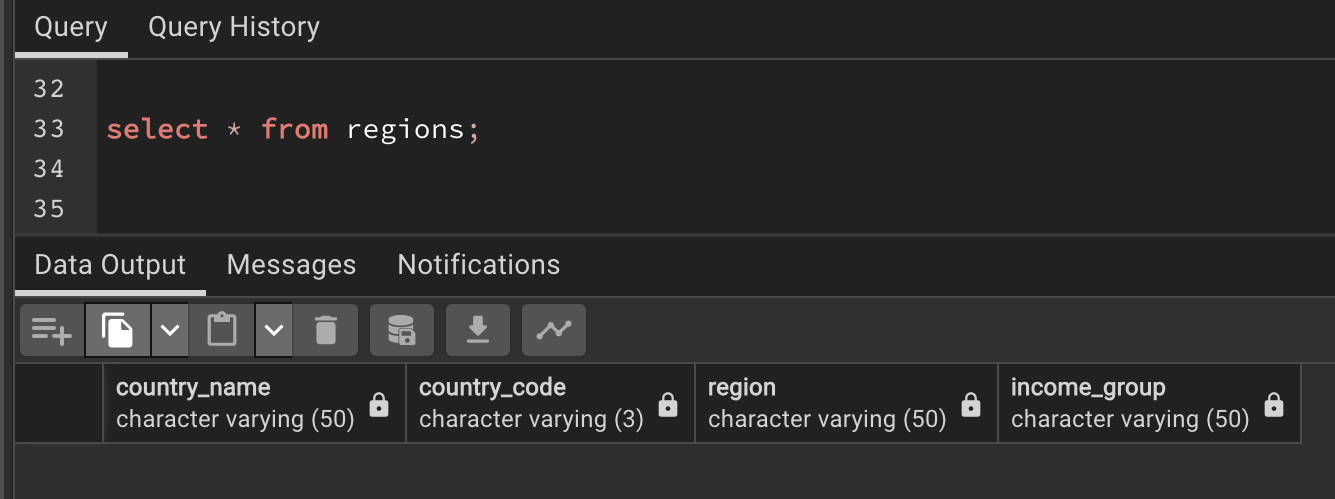 Query Query History
32
33 select * from regions;
34
35
Data Output Messages Notifications
country_name country_code region income_group
character varying (50) character varying (3) character varying (50) character varying (50)